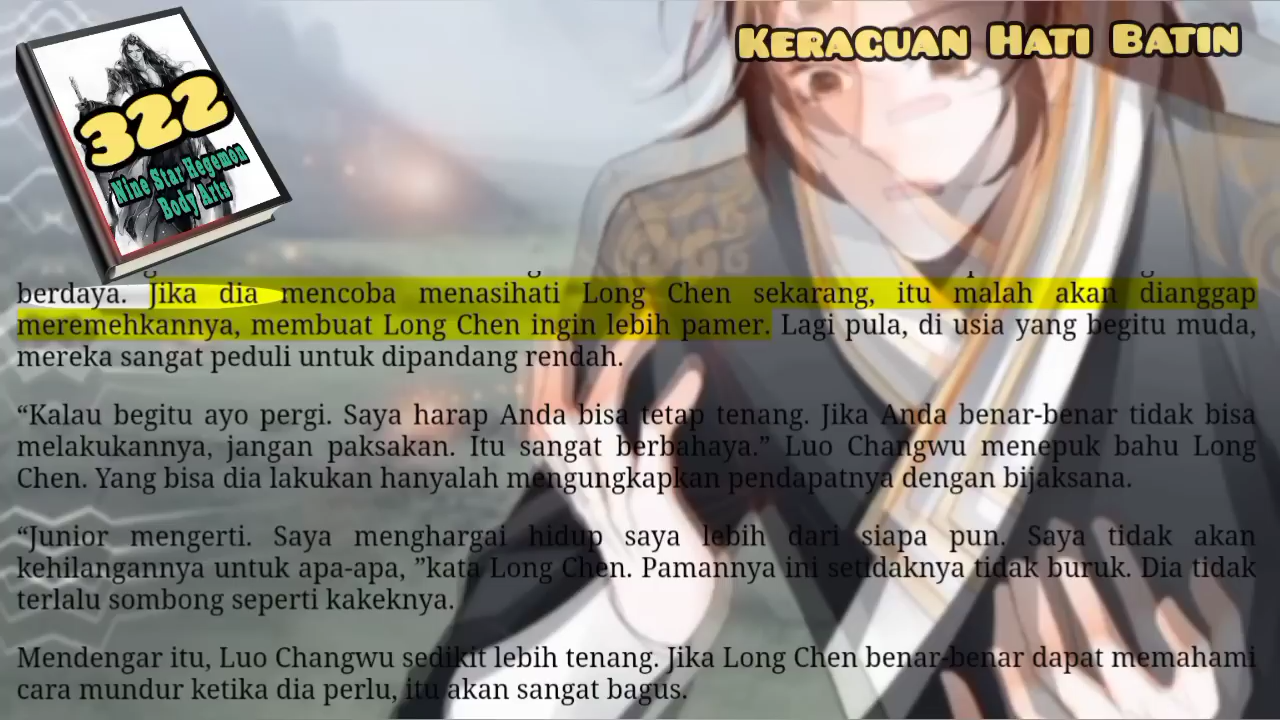 KERAGUAN HATI BATIN
322
Nine Star Hegemon
Body Arts
berdaya. Jika dia mencoba menasihati Long Chen sekarang, itu malah akan dianggap
meremehkannya, membuat Long Chen ingin lebih pamer. Lagi pula, di usia yang begitu muda,
mereka sangat peduli untuk dipandang rendah.
“Kalau begitu ayo pergi. Saya harap Anda bisa tetap tenang. Jika Anda benar-benar tidak bisa
melakukannya, jangan paksakan. Itu sangat berbahaya.” Luo Changwu menepuk bahu Long
Chen. Yang bisa dia lakukan hanyalah mengungkapkan pendapatnya dengan bijaksana.
“Junior mengerti. Saya menghargai hidup saya lebih dari siapa pun. Saya tidak akan
kehilangannya untuk apa-apa, ”kata Long Chen. Pamannya ini setidaknya tidak buruk. Dia tidak
terlalu sombong seperti kakeknya.
Mendengar itu, Luo Changwu sedikit lebih tenang. Jika Long Chen benar-benar dapat memahami
cara mundur ketika dia perlu, itu akan sangat bagus.